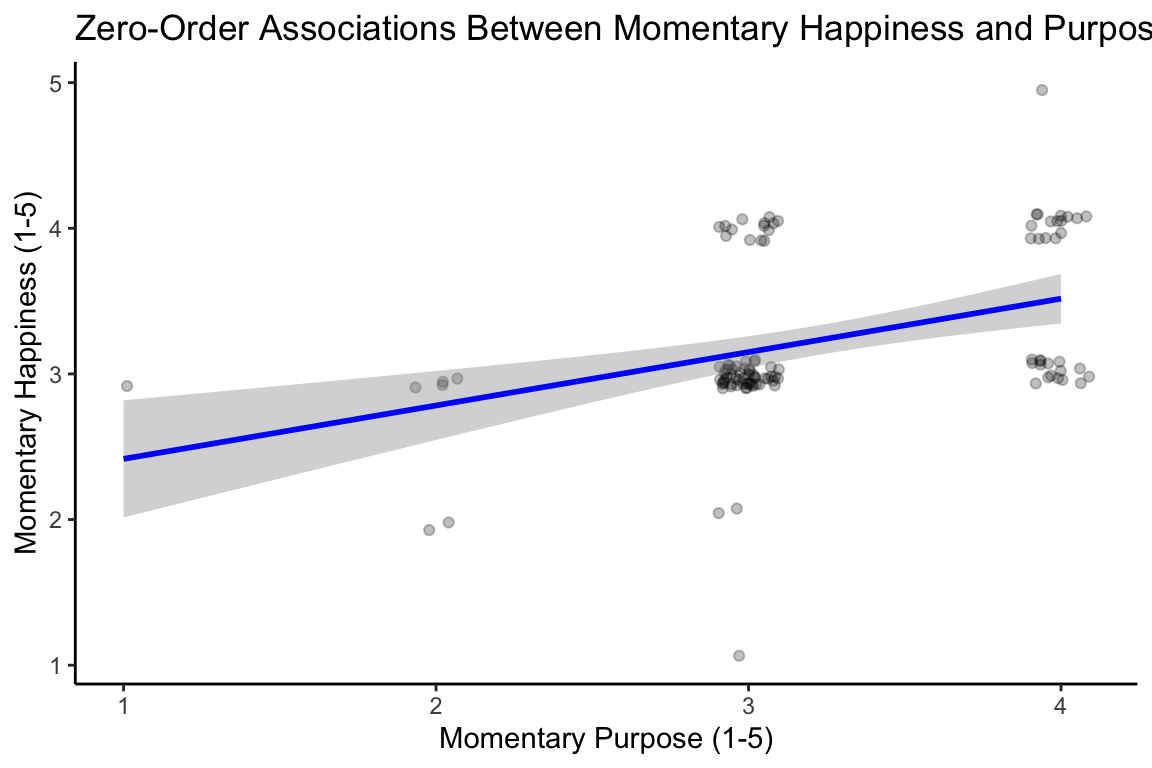 Zero-Order Associations Between Momentary Happiness and Purpos
5
4
3
2
1
Momentary Happiness (1-5)
1 2 3 4
Momentary Purpose (1-5)